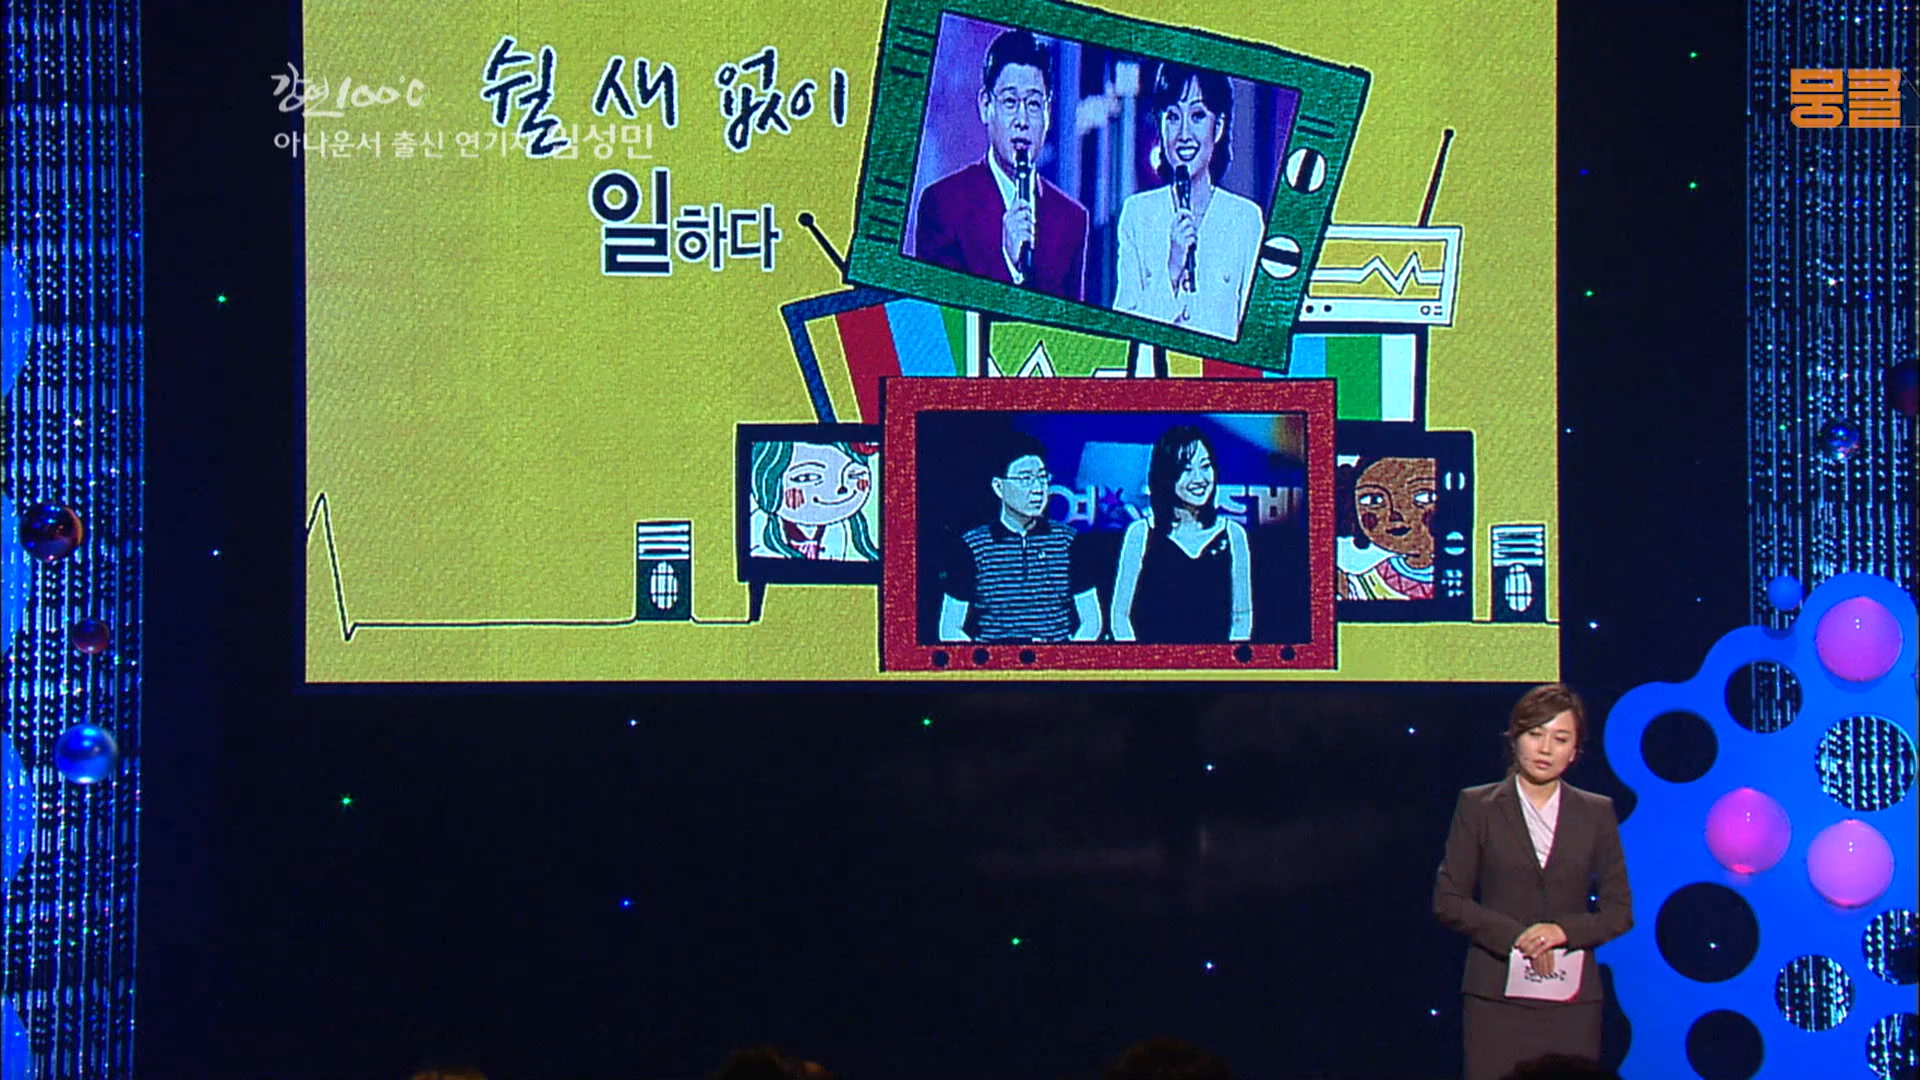 강연100℃
아나운서 출신 연기자 임성민
쉴 새 없이
일하다
뭉클